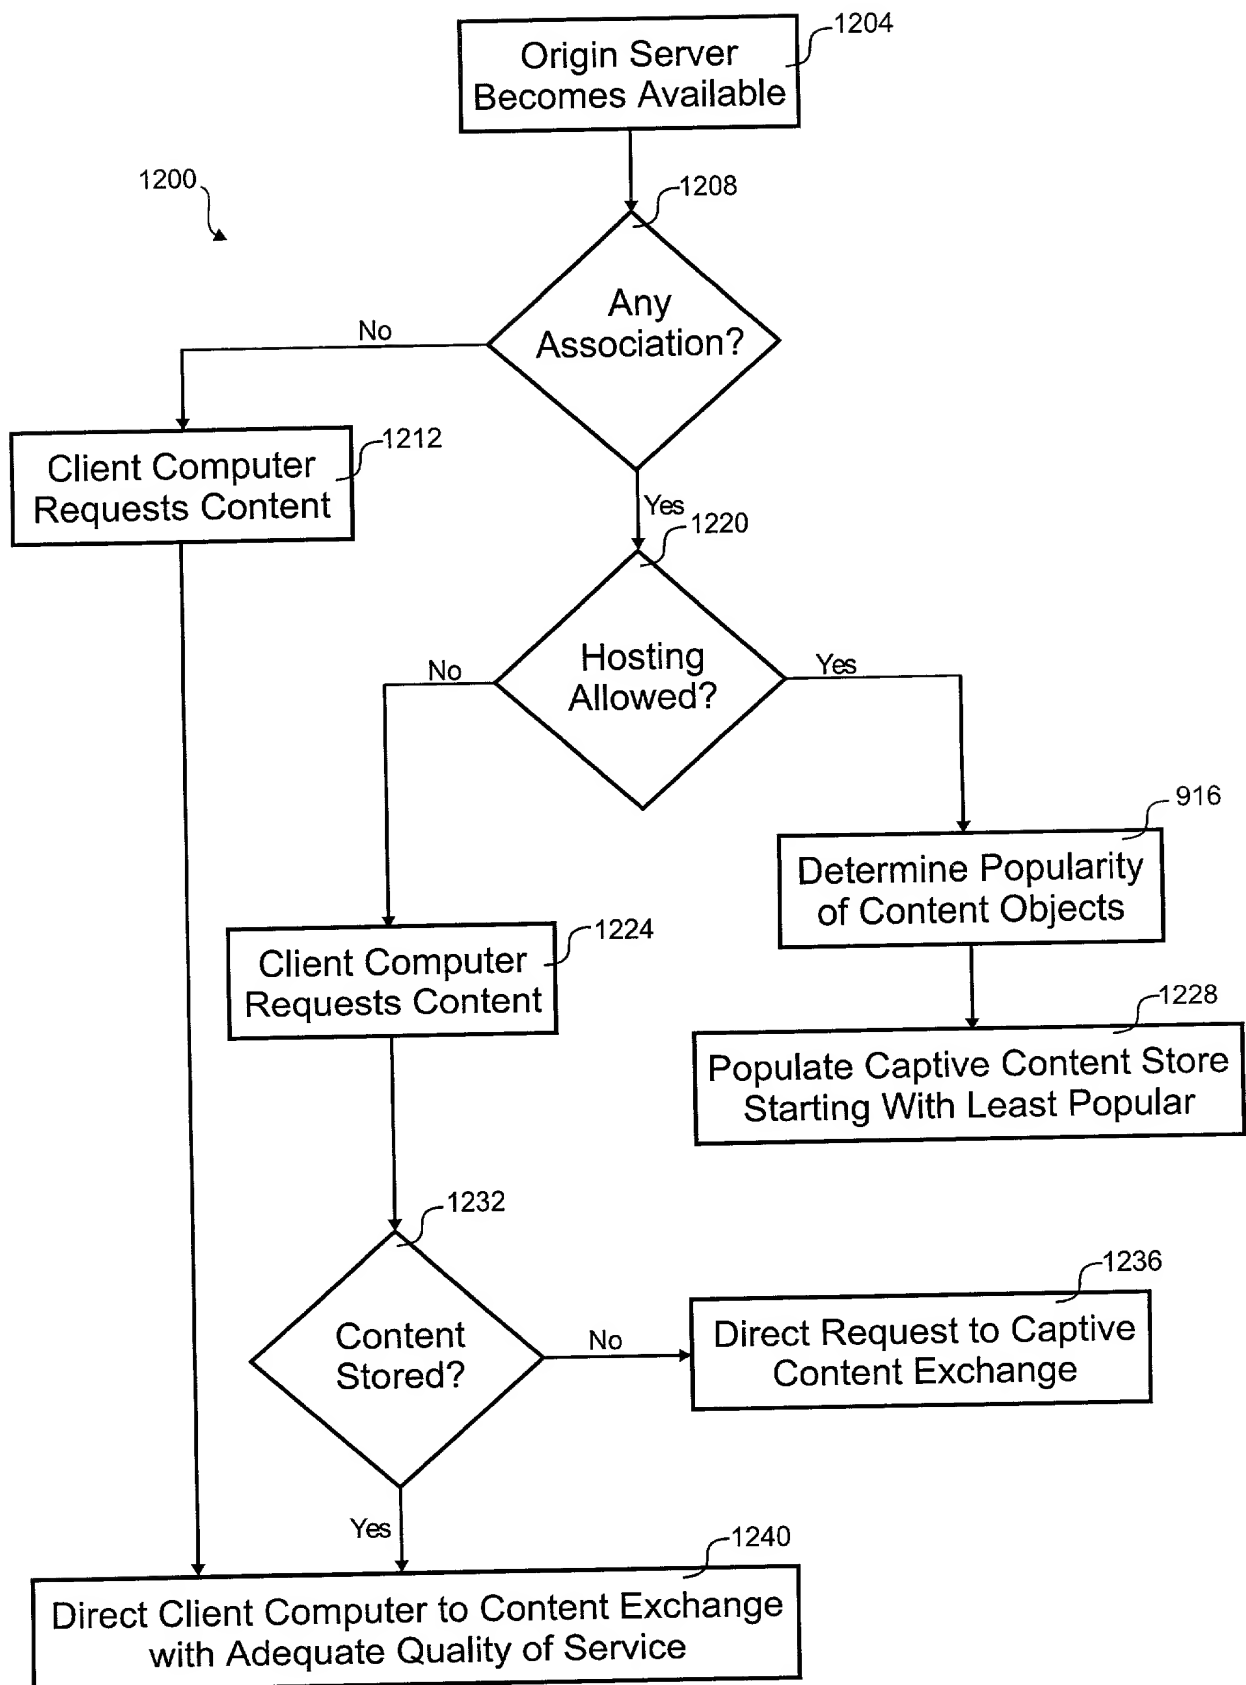 1204
Origin Server
Becomes Available
1200
1208
Any
Association?
No
Yes
1212
Client Computer
Requests Content
1220
Hosting
Allowed?
No
Yes
916
Determine Popularity
of Content Objects
1224
Client Computer
Requests Content
1228
Populate Captive Content Store
Starting With Least Popular
1232
Content
Stored?
No
Yes
1236
Direct Request to Captive
Content Exchange
1240
Direct Client Computer to Content Exchange
with Adequate Quality of Service